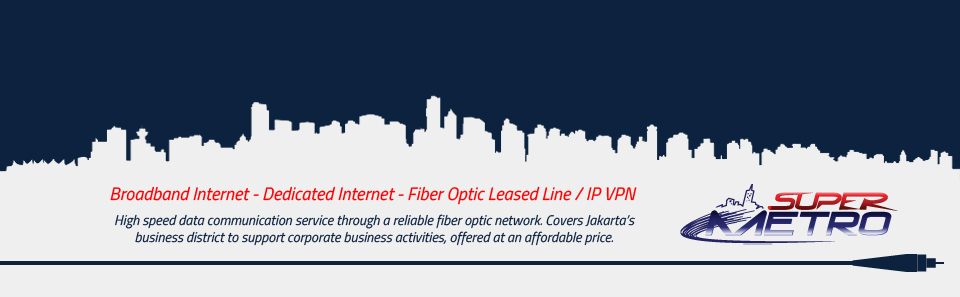 Broadband Internet - Dedicated Internet - Fiber Optic Leased Line / IP VPN
High speed data communication service through a reliable fiber optic network. Covers Jakarta's
business district to support corporate business activities, offered at an affordable price.
SUPER
METRO